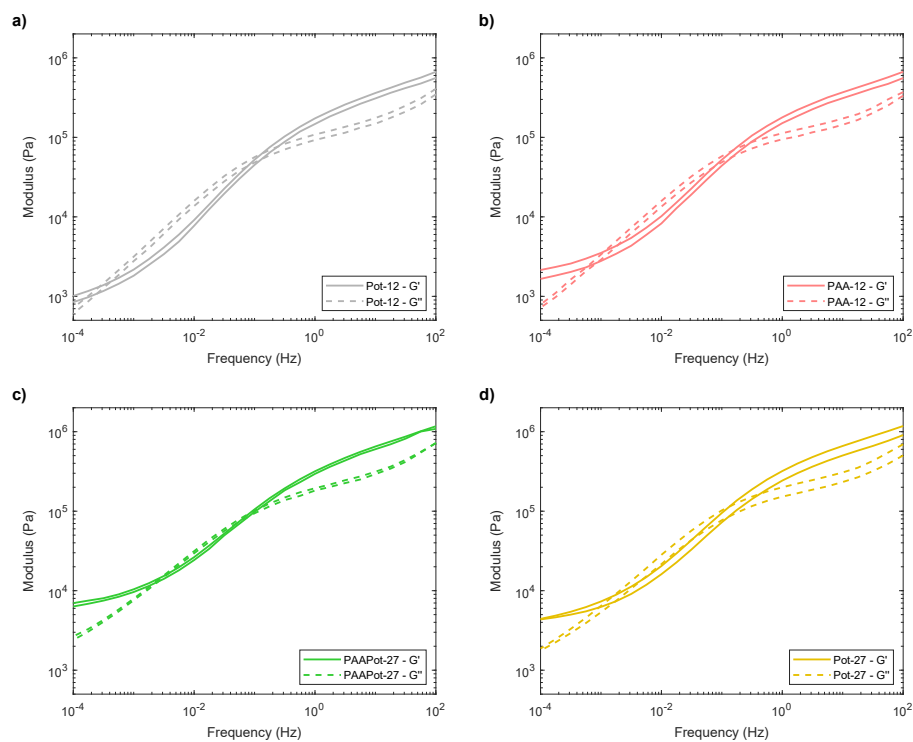 a)
10^6
10^5
10^4
10^3
Modulus (Pa)
Pot-12 - G'
Pot-12 - G"
10^-4 10^-2 10^0 10^2
Frequency (Hz)
b)
10^6
10^5
10^4
10^3
Modulus (Pa)
PAA-12 - G'
PAA-12 - G"
10^-4 10^-2 10^0 10^2
Frequency (Hz)
c)
10^6
10^5
10^4
10^3
Modulus (Pa)
PAAPot-27 - G'
PAAPot-27 - G"
10^-4 10^-2 10^0 10^2
Frequency (Hz)
d)
10^6
10^5
10^4
10^3
Modulus (Pa)
Pot-27 - G'
Pot-27 - G"
10^-4 10^-2 10^0 10^2
Frequency (Hz)